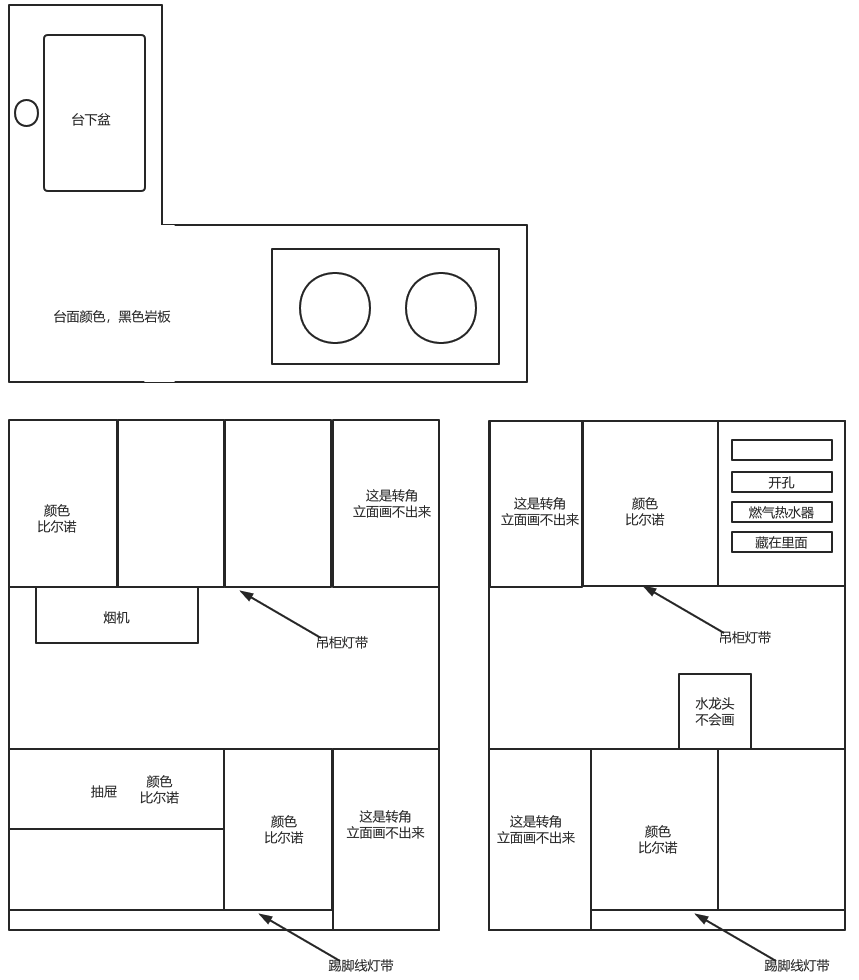 台下盆
台面颜色，黑色岩板
颜色
比尔诺
这是转角
立面画不出来
烟机
吊柜灯带
抽屉
颜色
比尔诺
颜色
比尔诺
这是转角
立面画不出来
踢脚线灯带
这是转角
立面画不出来
颜色
比尔诺
开孔
燃气热水器
藏在里面
吊柜灯带
水龙头
不会画
这是转角
立面画不出来
颜色
比尔诺
踢脚线灯带